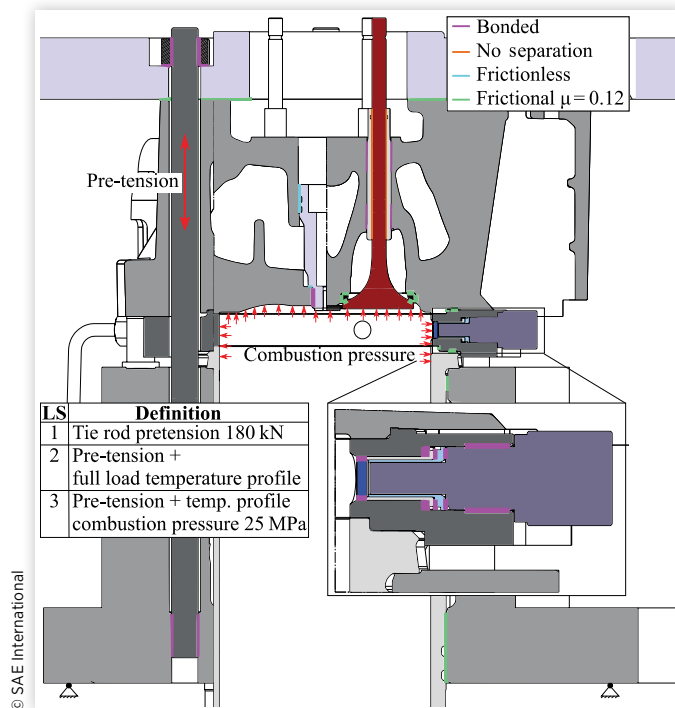 Bonded
No separation
Frictionless
Frictional µ = 0.12
Pre-tension
Combustion pressure
LS Definition
1 Tie rod pretension 180 kN
2 Pre-tension +
full load temperature profile
3 Pre-tension + temp. profile
combustion pressure 25 MPa
© SAE International